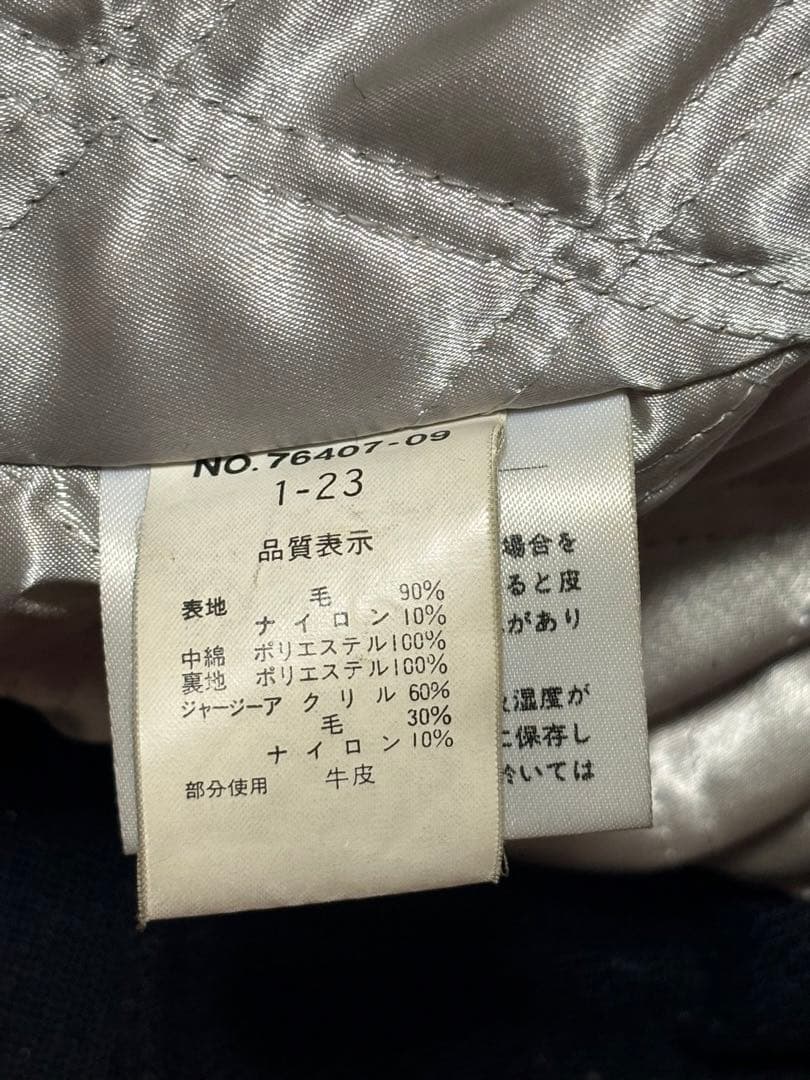 NO.76407-09
1-23
品質表示
表地 毛 90%
ナイロン 10%
中綿 ポリエステル100%
裏地 ポリエステル100%
ジャージーアクリル 60%
毛 30%
ナイロン 10%
部分使用 牛皮
場合を
ると皮
があり
湿度が
に保存し
於いては